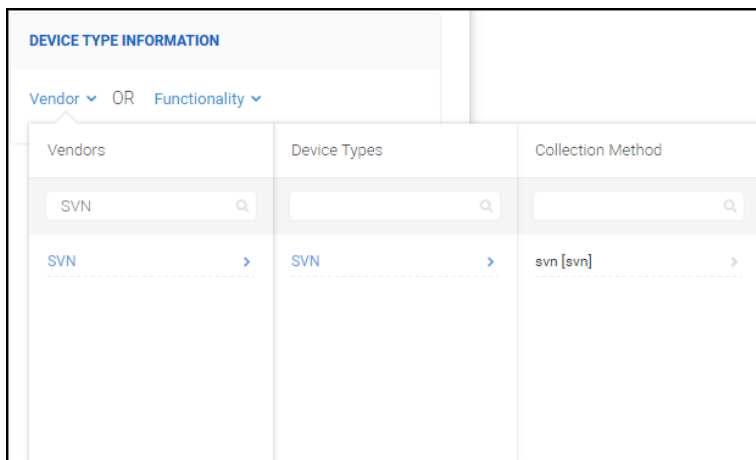 DEVICE TYPE INFORMATION
Vendor OR Functionality
Vendors Device Types Collection Method
SVN
SVN SVN svn [svn]